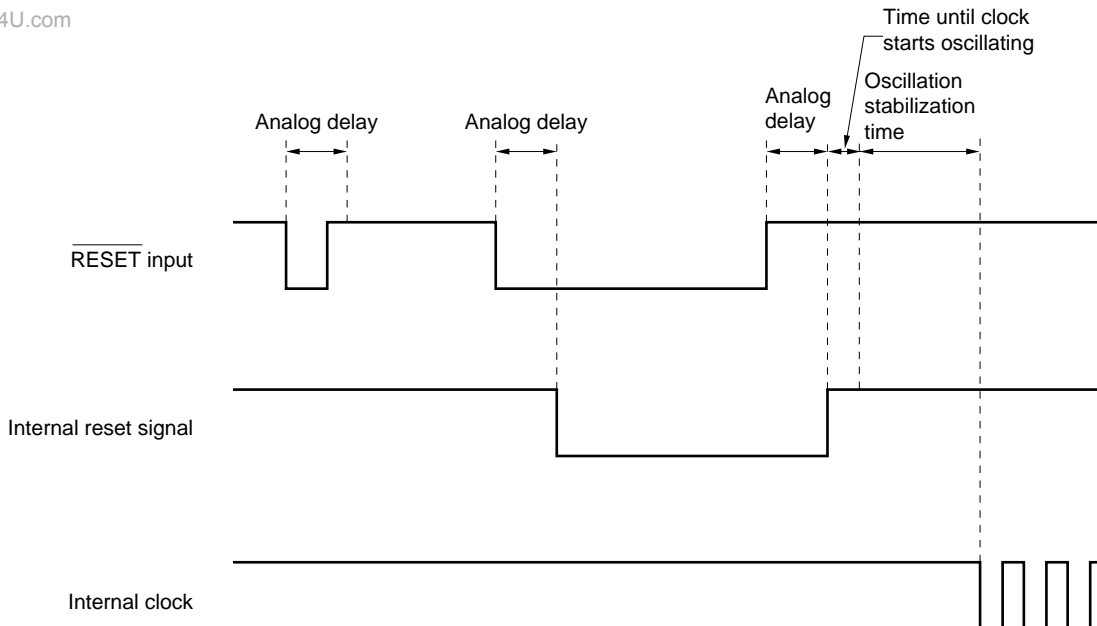 4U.com
Time until clock
starts oscillating
Oscillation
stabilization
time
Analog
delay
Analog delay
Analog delay
RESET input
Internal reset signal
Internal clock